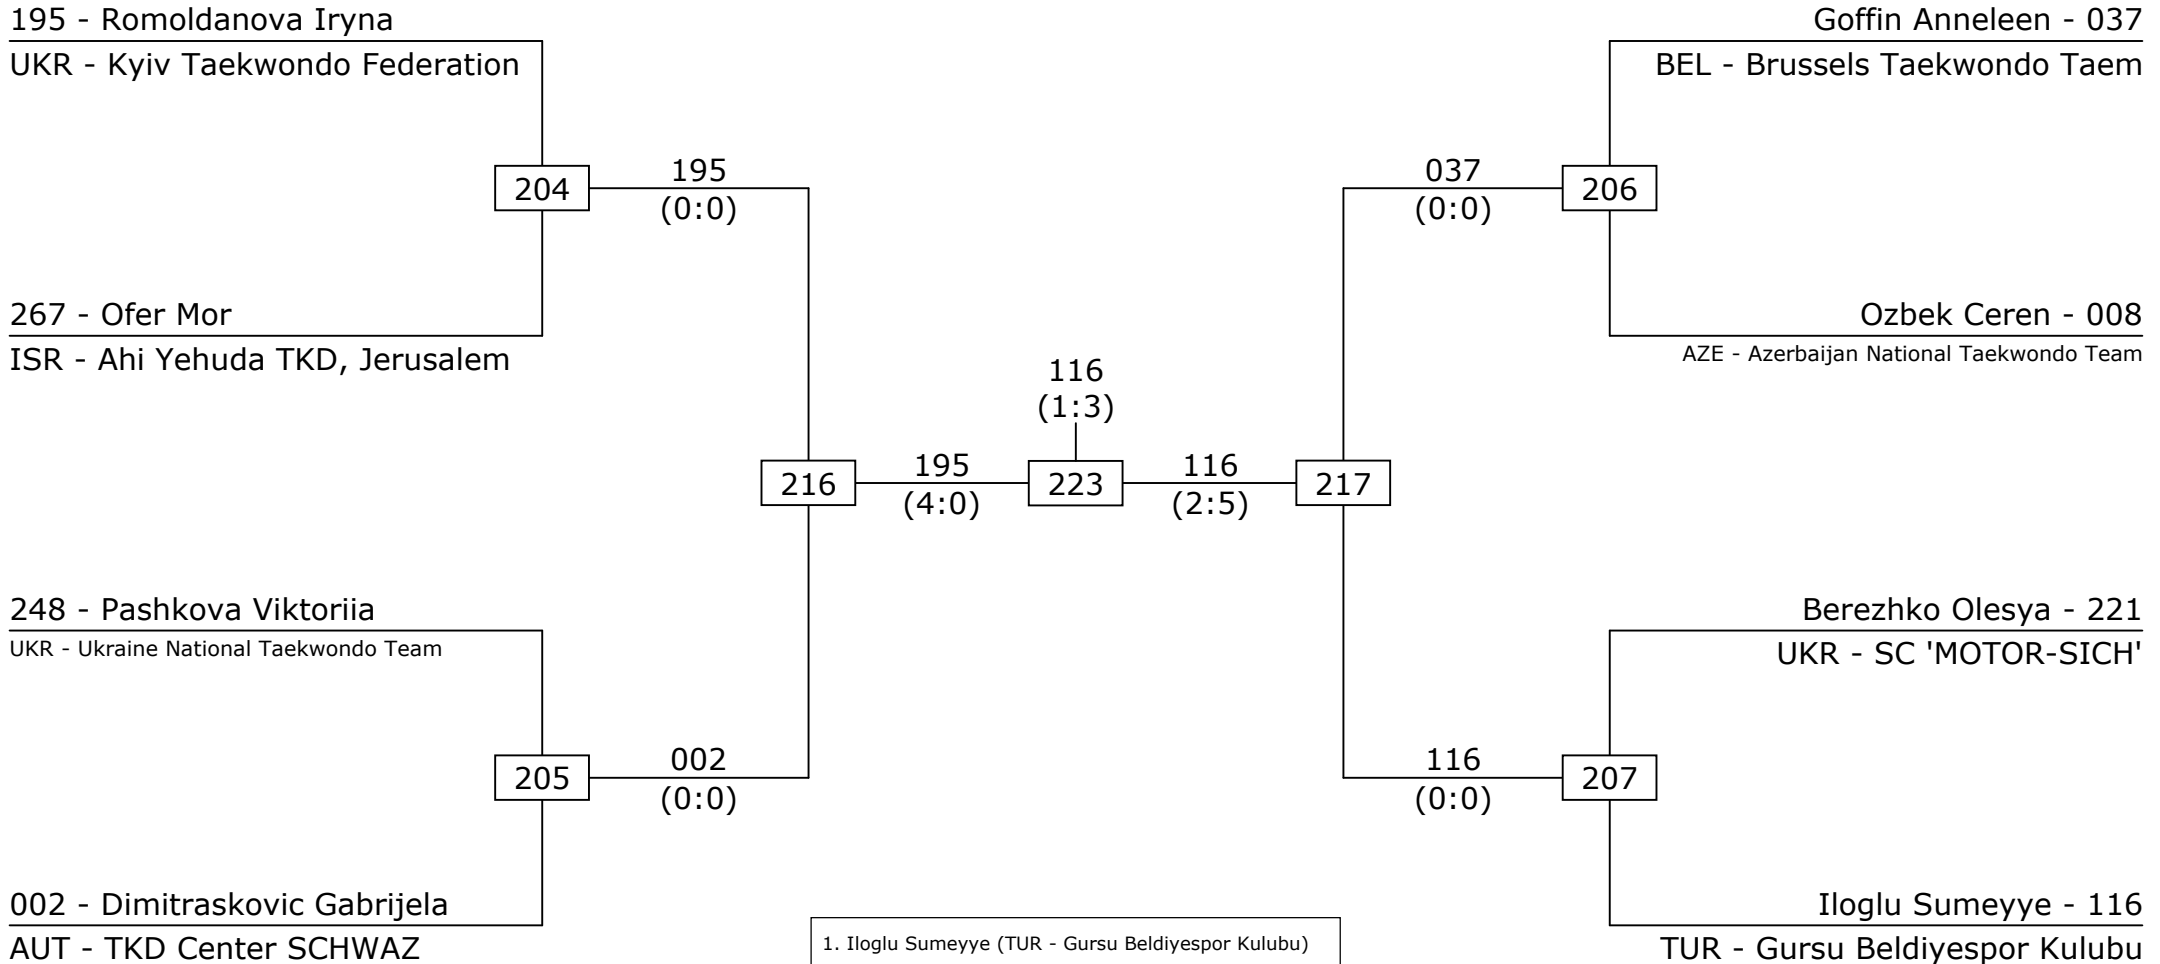 195 - Romoldanova Iryna
UKR - Kyiv Taekwondo Federation
Goffin Anneleen - 037
BEL - Brussels Taekwondo Taem
204
195
(0:0)
037
(0:0)
206
267 - Ofer Mor
ISR - Ahi Yehuda TKD, Jerusalem
Ozbek Ceren - 008
AZE - Azerbaijan National Taekwondo Team
116
(1:3)
216
195
(4:0)
223
116
(2:5)
217
248 - Pashkova Viktoriia
UKR - Ukraine National Taekwondo Team
Berezhko Olesya - 221
UKR - SC 'MOTOR-SICH'
205
002
(0:0)
116
(0:0)
207
002 - Dimitraskovic Gabrijela
AUT - TKD Center SCHWAZ
1. Iloglu Sumeyye (TUR - Gursu Beldiyespor Kulubu)
Iloglu Sumeyye - 116
TUR - Gursu Beldiyespor Kulubu